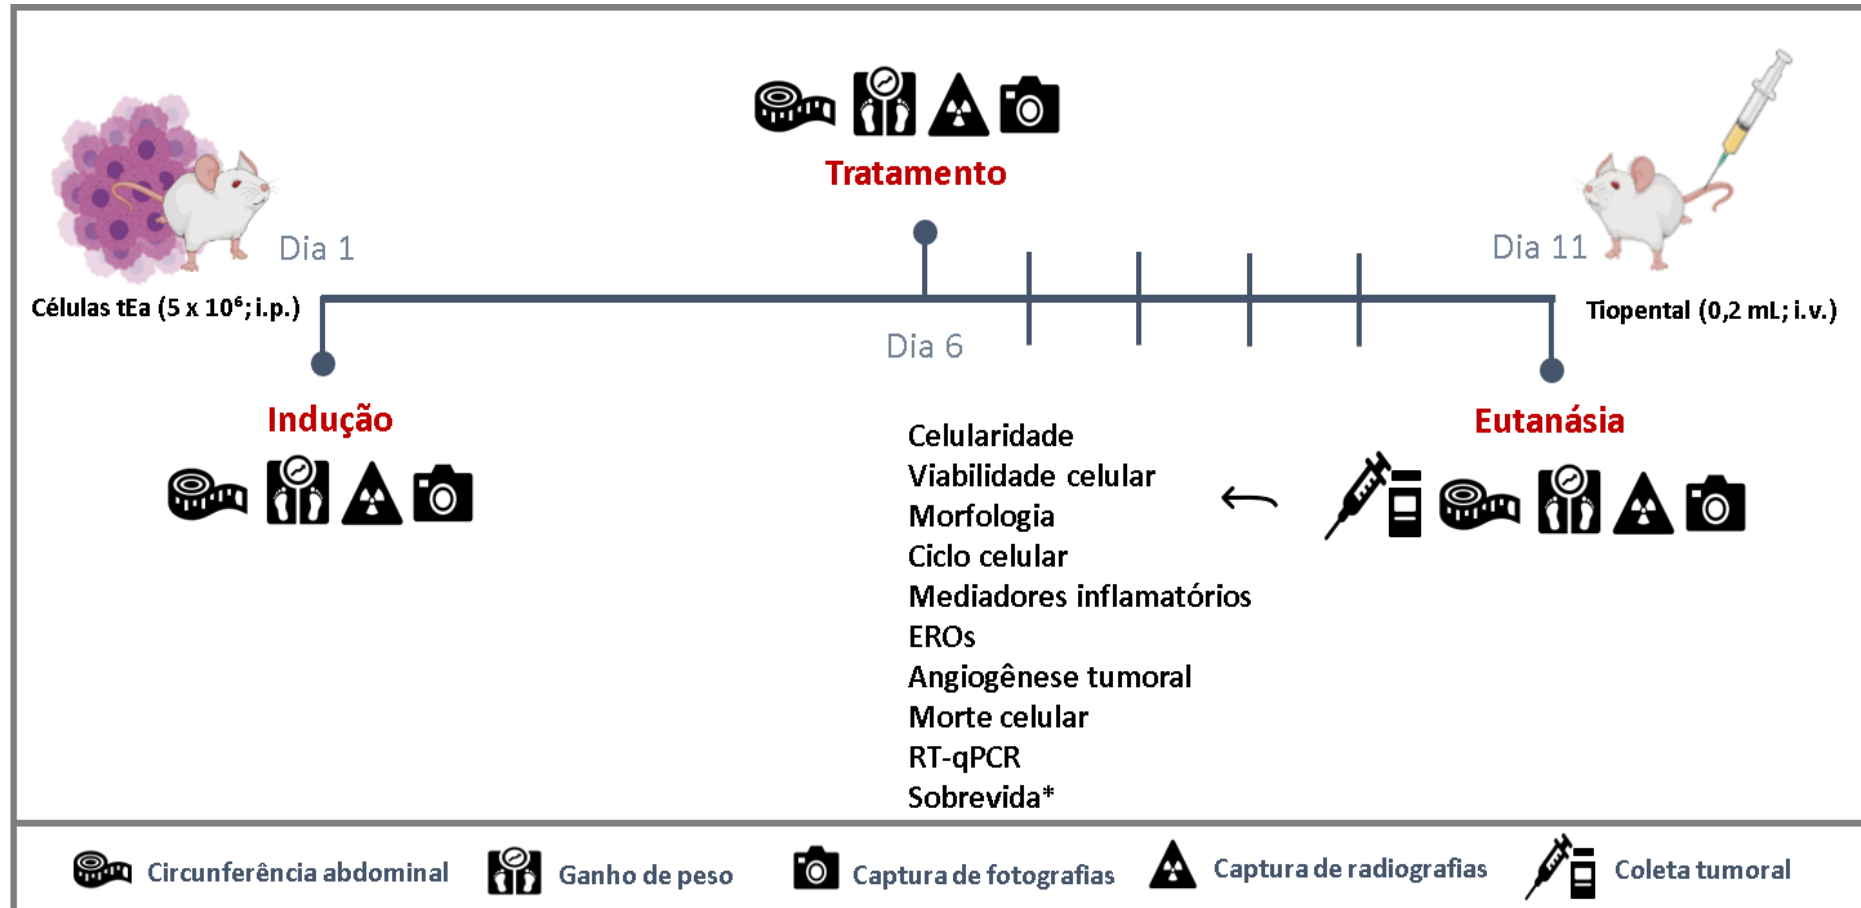 Tratamento
Dia 1
Dia 11
Células tEa (5 x 10⁶; i.p.)
Tiopental (0,2 mL; i.v.)
Dia 6
Indução
Eutanásia
Celularidade
Viabilidade celular
Morfologia
Ciclo celular
Mediadores inflamatórios
EROs
Angiogênese tumoral
Morte celular
RT-qPCR
Sobrevida*
Circunferência abdominal
Ganho de peso
Captura de fotografias
Captura de radiografias
Coleta tumoral